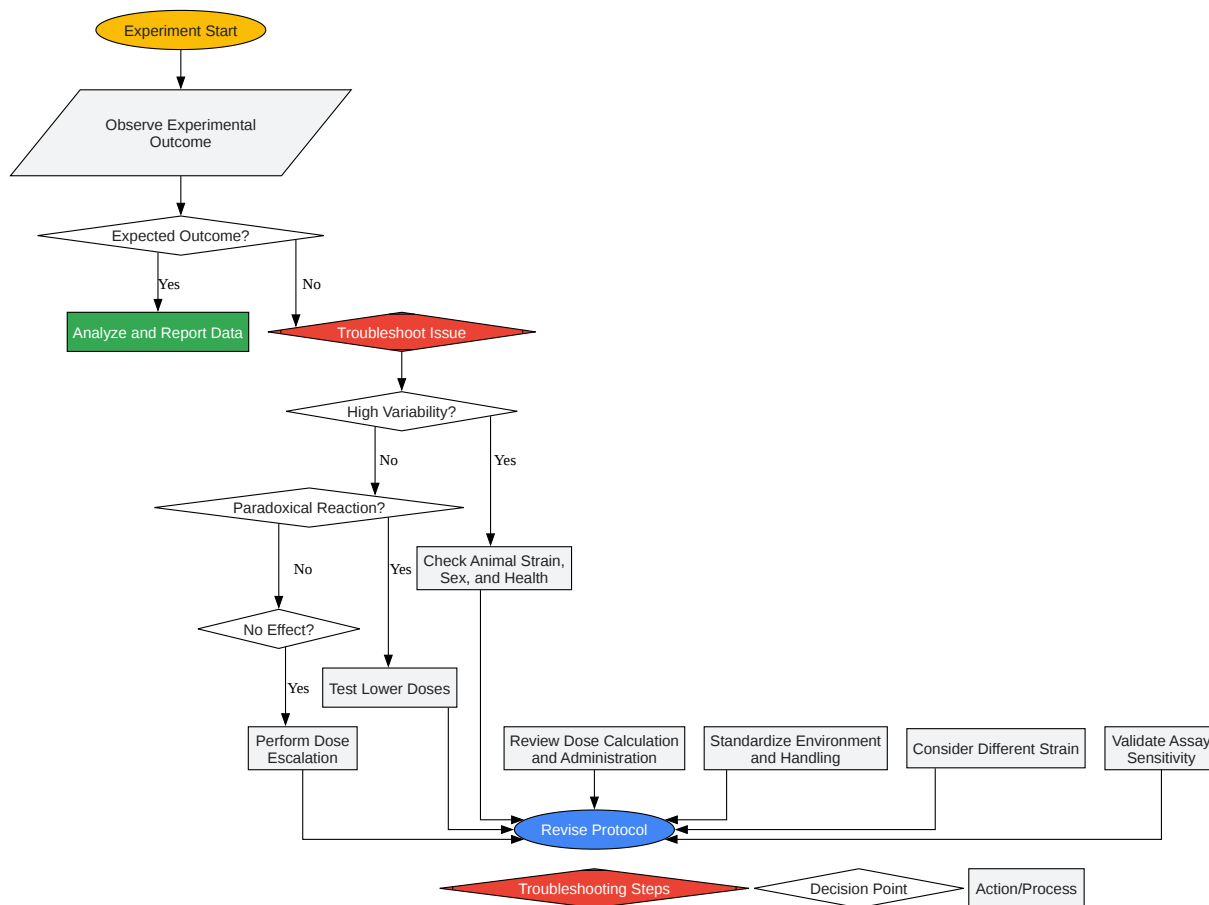 Experiment Start
Observe Experimental
Outcome
Expected Outcome?
Yes
No
Analyze and Report Data
Troubleshoot Issue
High Variability?
No
Yes
Paradoxical Reaction?
Check Animal Strain,
Sex, and Health
No
Yes
No Effect?
Yes
Test Lower Doses
Perform Dose
Escalation
Review Dose Calculation
and Administration
Standardize Environment
and Handling
Consider Different Strain
Validate Assay
Sensitivity
Revise Protocol
Troubleshooting Steps
Decision Point
Action/Process